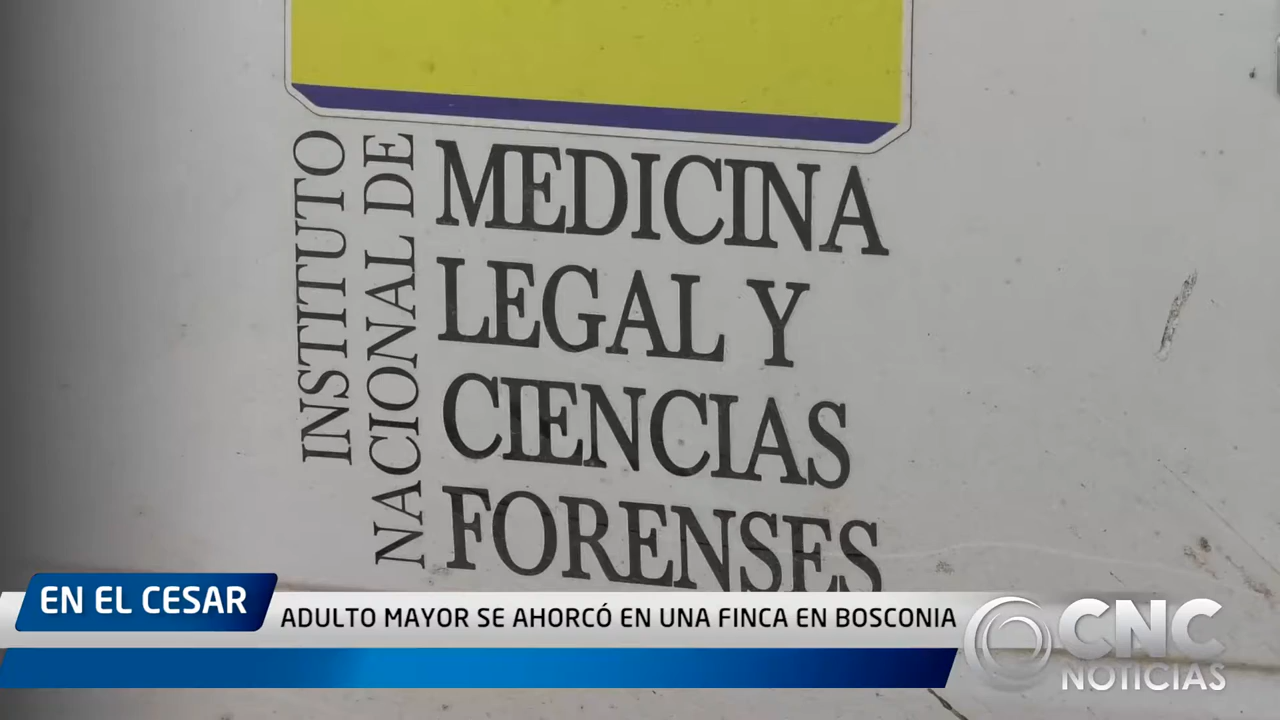 INSTITUTO
NACIONAL DE
MEDICINA
LEGAL Y
CIENCIAS
FORENSES
EN EL CESAR
ADULTO MAYOR SE AHORCÓ EN UNA FINCA EN BOSCONIA
CNC
NOTICIAS